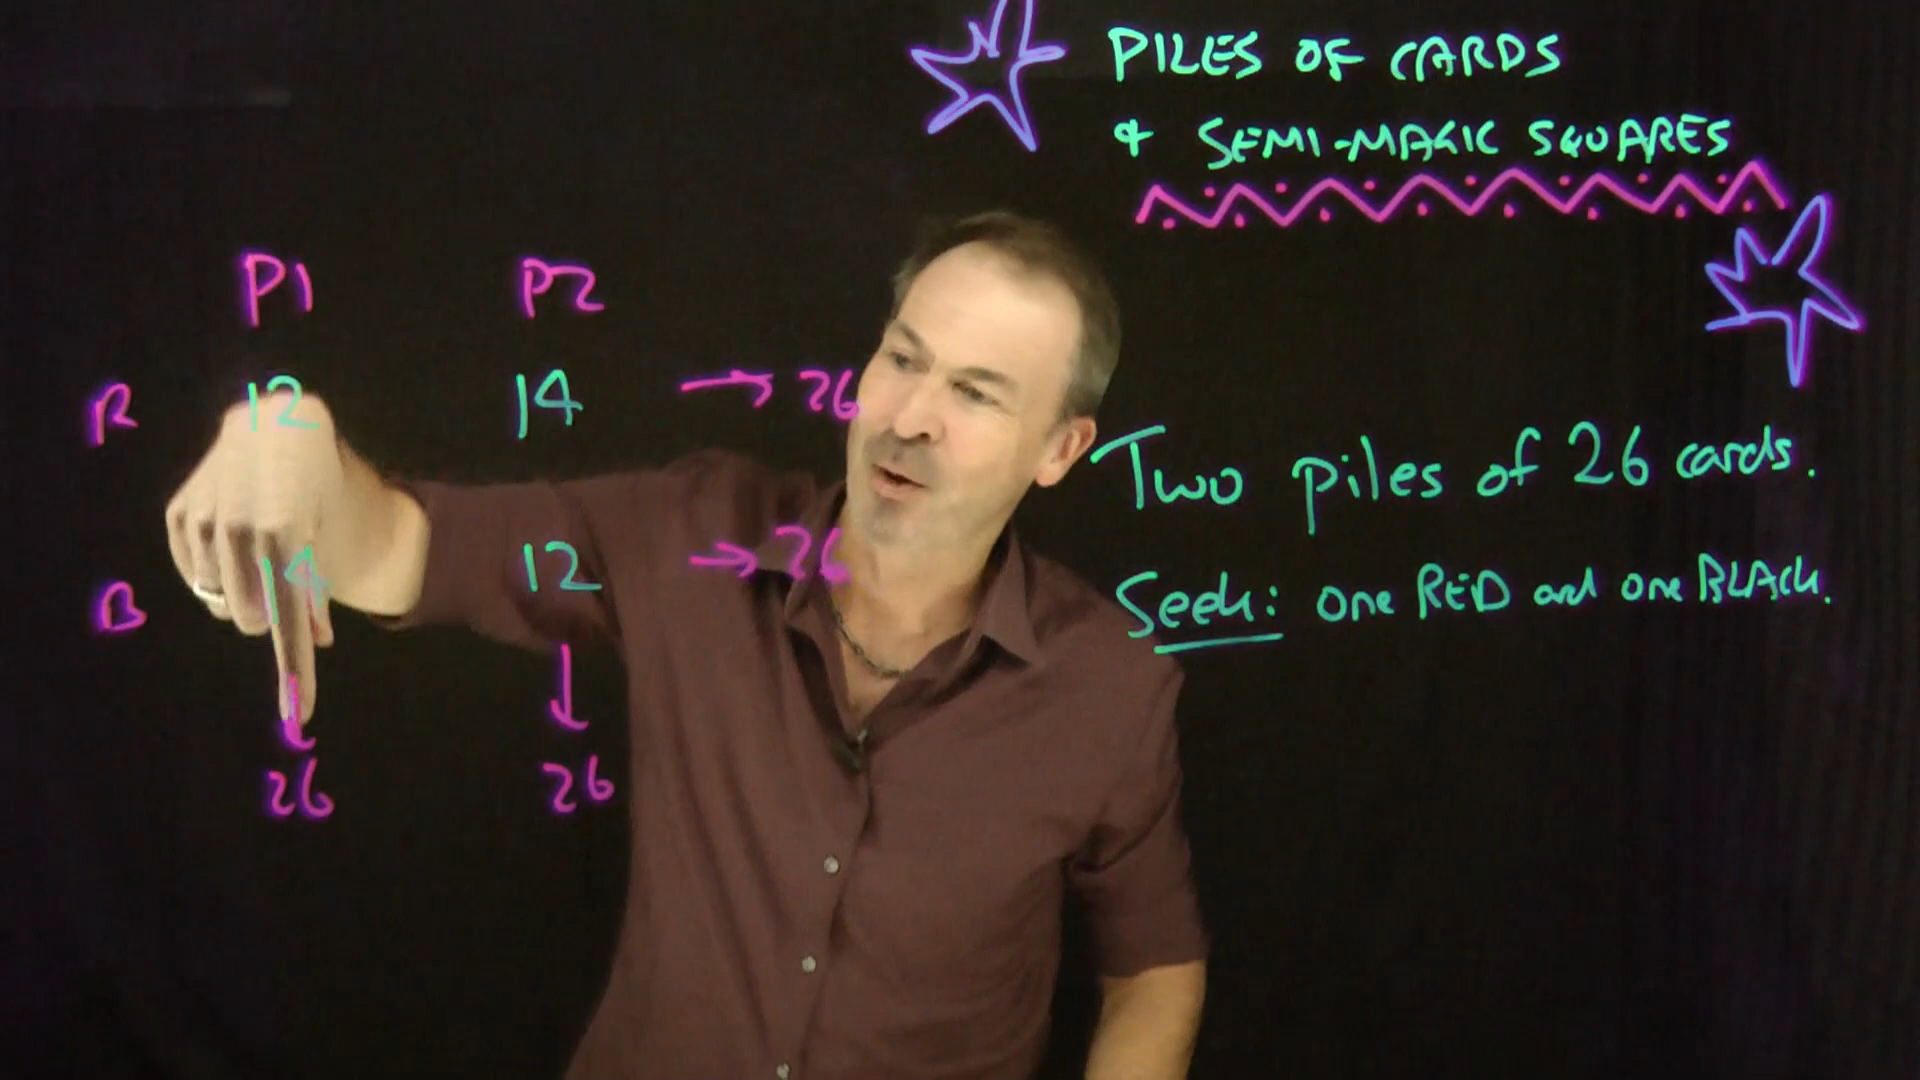 PILES OF CARDS
& SEMI-MAGIC SQUARES
P1 P2
R 12 14 → 26
B 14 12 → 26
↓ ↓
26 26
Two piles of 26 cards.
Seek: one RED and one BLACK.